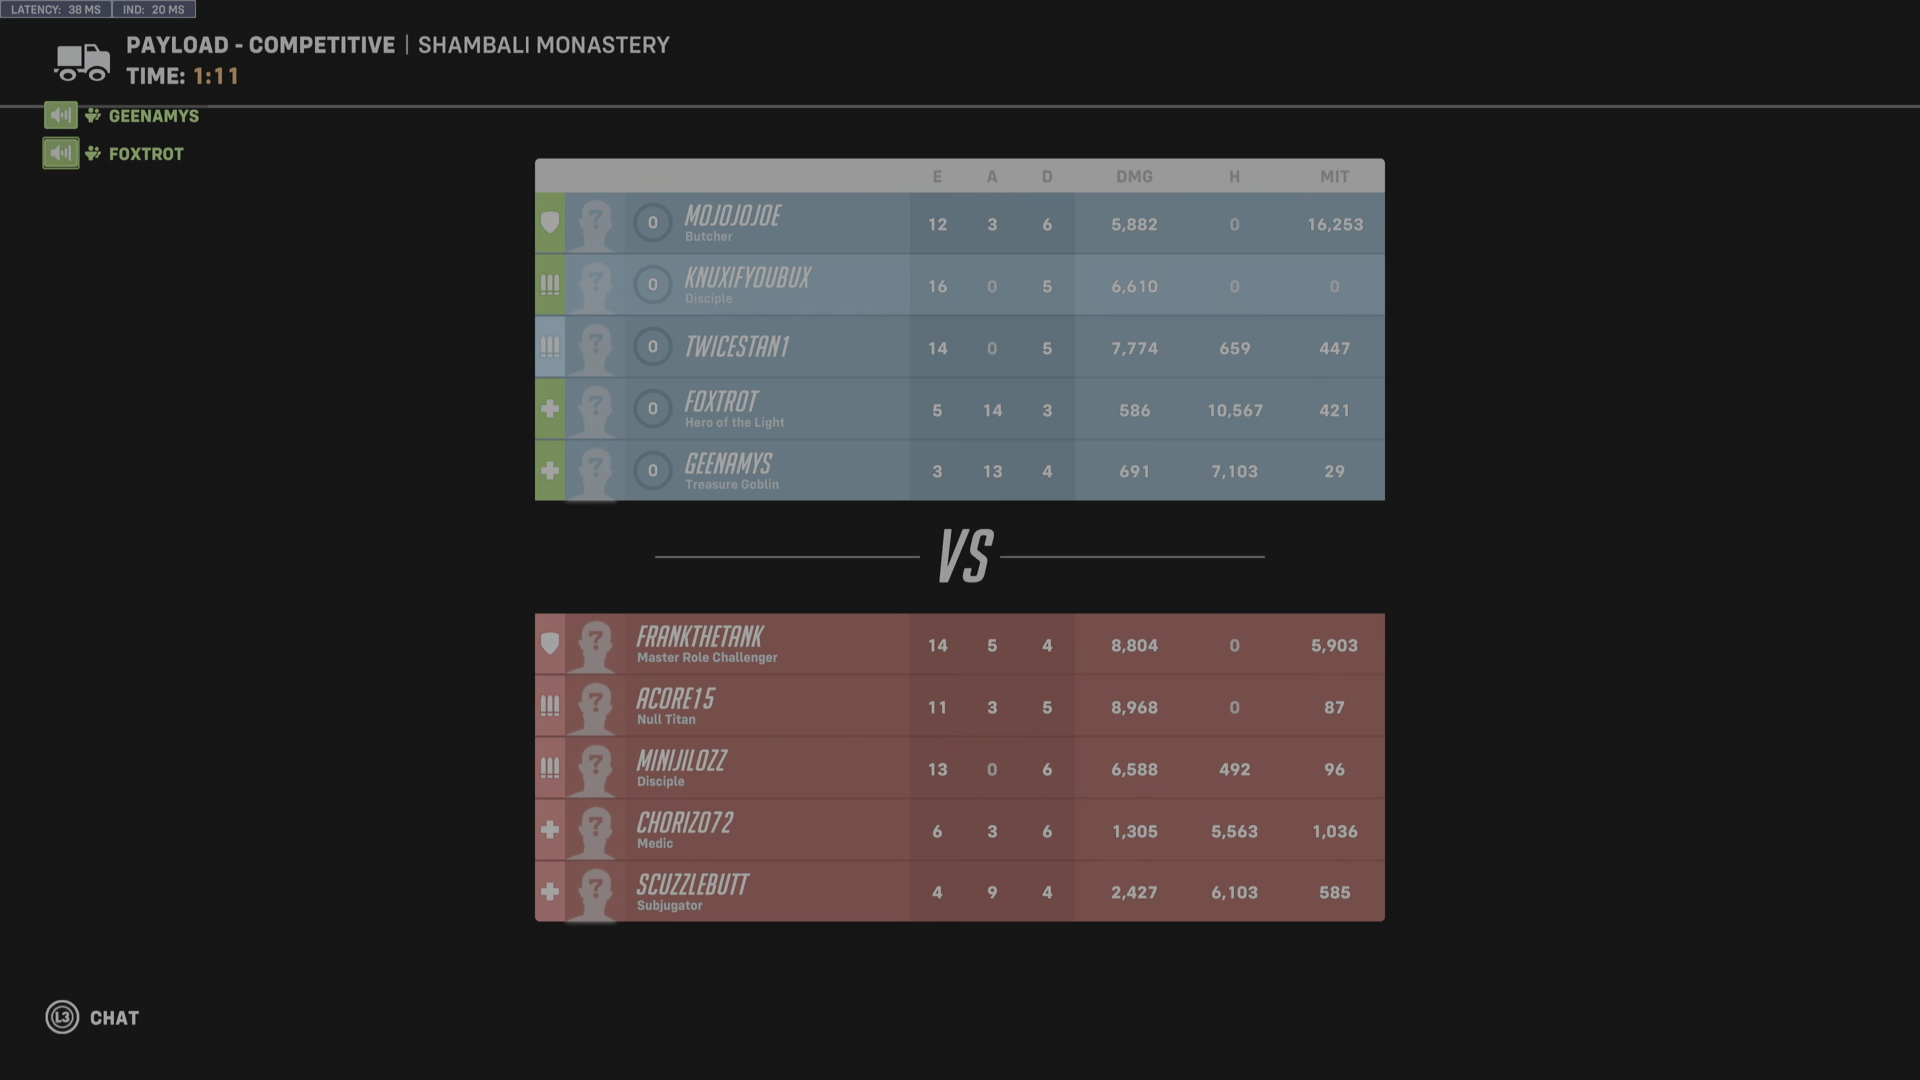 LATENCY: 38 MS IND: 20 MS
PAYLOAD - COMPETITIVE | SHAMBALI MONASTERY
TIME: 1:11
GEENAMYS
FOXTROT
E A D DMG H MIT
0 MOJOJOJOE 12 3 6 5,882 0 16,253
Butcher
0 KNUXIFYOUBUX 16 0 5 6,610 0 0
Disciple
0 TWICESTAN1 14 0 5 7,774 659 447
0 FOXTROT 5 14 3 586 10,567 421
Hero of the Light
0 GEENAMYS 3 13 4 691 7,103 29
Treasure Goblin
VS
FRANKTHETANK 14 5 4 8,804 0 5,903
Master Role Challenger
ACORE15 11 3 5 8,968 0 87
Null Titan
MINIJILOZZ 13 0 6 6,588 492 96
Disciple
CHORIZO72 6 3 6 1,305 5,563 1,036
Medic
SCUZZLEBUTT 4 9 4 2,427 6,103 585
Subjugator
L3 CHAT